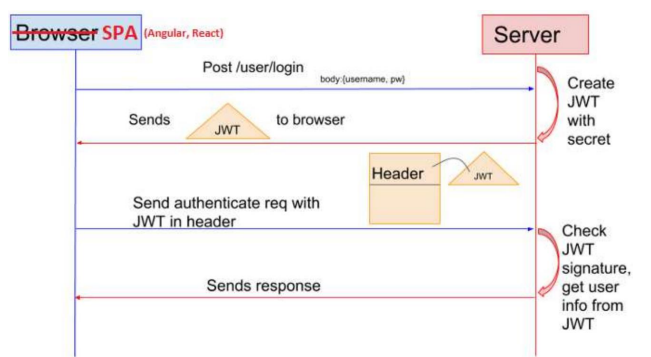 Browser SPA (Angular, React)
Server
Post /user/login
body:{username, pw}
Create
JWT
with
secret
Sends JWT to browser
Header
JWT
Send authenticate req with
JWT in header
Check
JWT
signature,
get user
info from
JWT
Sends response